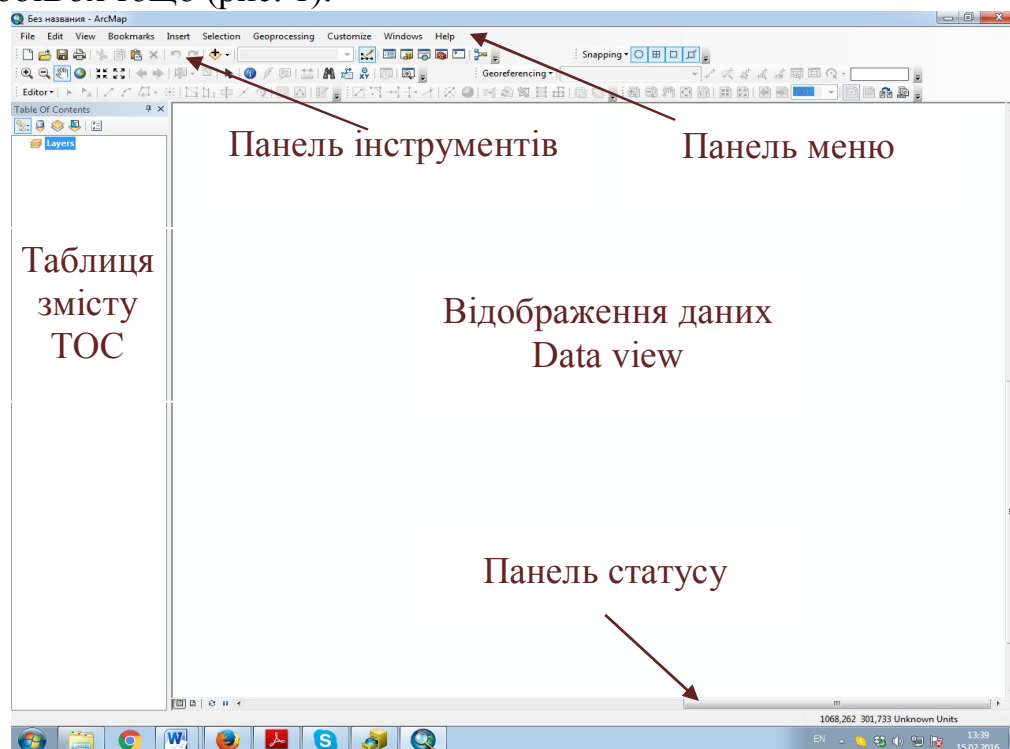 (рис. 1).
Без названия - ArcMap
File Edit View Bookmarks Insert Selection Geoprocessing Customize Windows Help
Snapping
Georeferencing
Editor
Table Of Contents
Layers
Панель інструментів
Панель меню
Таблиця
змісту
ТОС
Відображення даних
Data view
Панель статусу
1068,262 301,733 Unknown Units
EN
13:39
15.02.2016